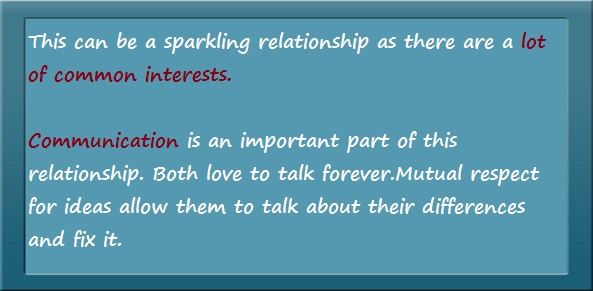 This can be a sparkling relationship as there are a lot
of common interests.
Communication is an important part of this
relationship. Both love to talk forever.Mutual respect
for ideas allow them to talk about their differences
and fix it.